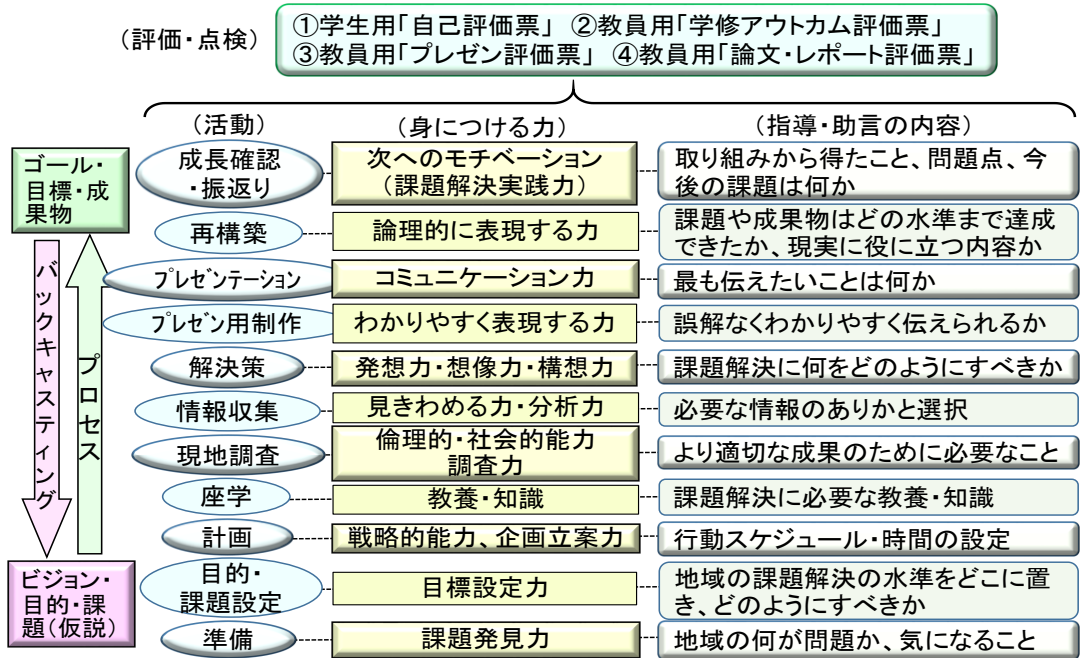 （評価・点検）
①学生用「自己評価票」 ②教員用「学修アウトカム評価票」
③教員用「プレゼン評価票」 ④教員用「論文・レポート評価票」
（活動）
（身につける力）
（指導・助言の内容）
ゴール・
目標・成
果物
バックキャスティング
プロセス
ビジョン・
目的・課
題（仮説）
成長確認
・振返り
次へのモチベーション
（課題解決実践力）
取り組みから得たこと、問題点、今
後の課題は何か
再構築
論理的に表現する力
課題や成果物はどの水準まで達成
できたか、現実に役に立つ内容か
プレゼンテーション
コミュニケーション力
最も伝えたいことは何か
プレゼン用制作
わかりやすく表現する力
誤解なくわかりやすく伝えられるか
解決策
発想力・想像力・構想力
課題解決に何をどのようにすべきか
情報収集
見きわめる力・分析力
必要な情報のありかと選択
現地調査
倫理的・社会的能力
調査力
より適切な成果のために必要なこと
座学
教養・知識
課題解決に必要な教養・知識
計画
戦略的能力、企画立案力
行動スケジュール・時間の設定
目的・
課題設定
目標設定力
地域の課題解決の水準をどこに置
き、どのようにすべきか
準備
課題発見力
地域の何が問題か、気になること